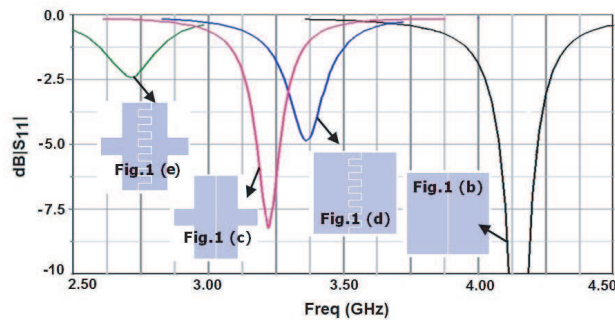 0.0
-2.5
-5.0
-7.5
-10
dB|S11|
Fig.1 (e)
Fig.1 (c)
Fig.1 (d)
Fig.1 (b)
2.50 3.00 3.50 4.00 4.50
Freq (GHz)